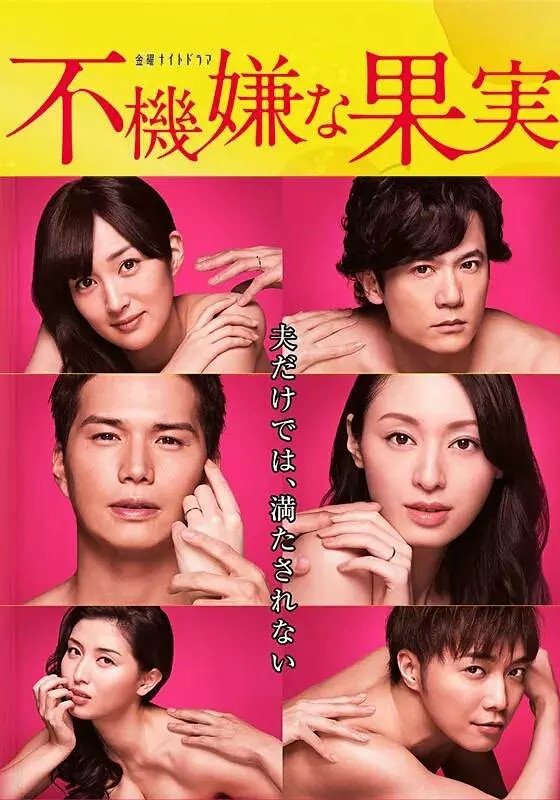 金曜ナイトドラマ
不機嫌な果実
夫だけでは、満たされない